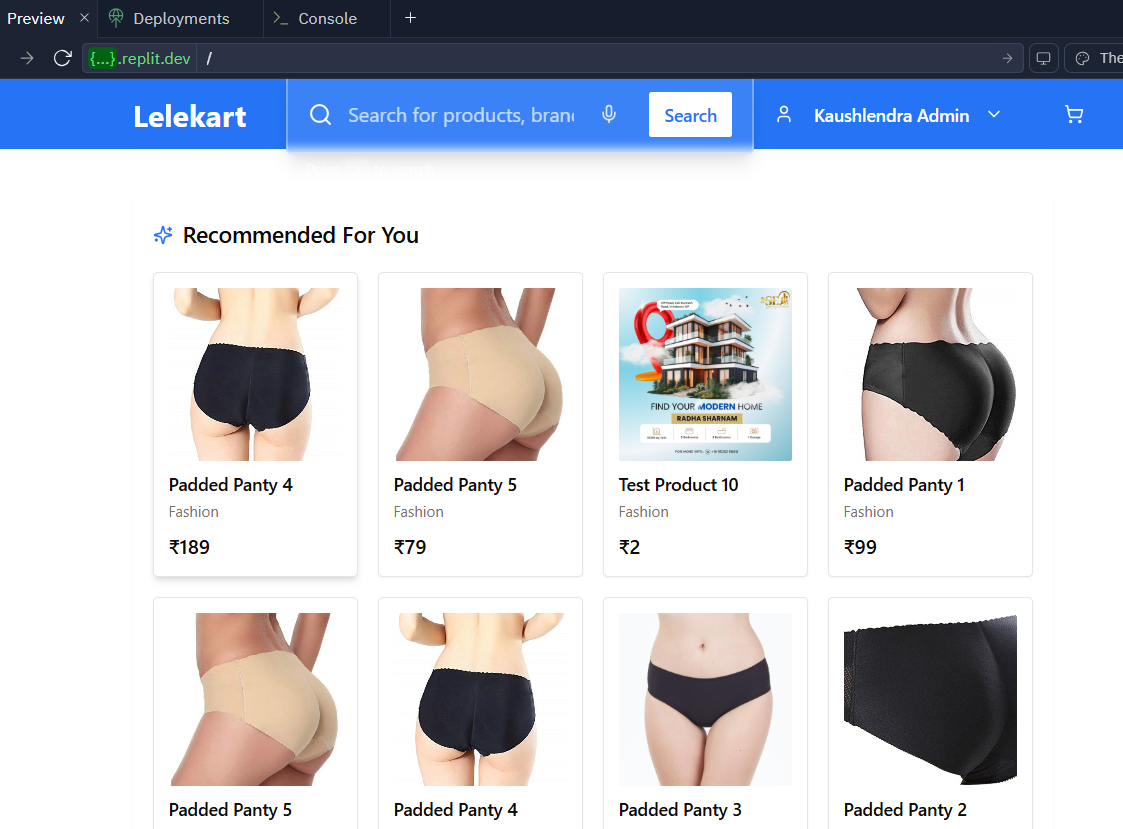 Preview
Deployments
Console
{...}.replit.dev /
The
Lelekart
Search for products, bran
Search
Kaushlendra Admin
Recommended For You
Padded Panty 4
Fashion
₹189
Padded Panty 5
Fashion
₹79
FIND YOUR MODERN HOME
RADHA SHARNAM
Test Product 10
Fashion
₹2
Padded Panty 1
Fashion
₹99
Padded Panty 5
Padded Panty 4
Padded Panty 3
Padded Panty 2